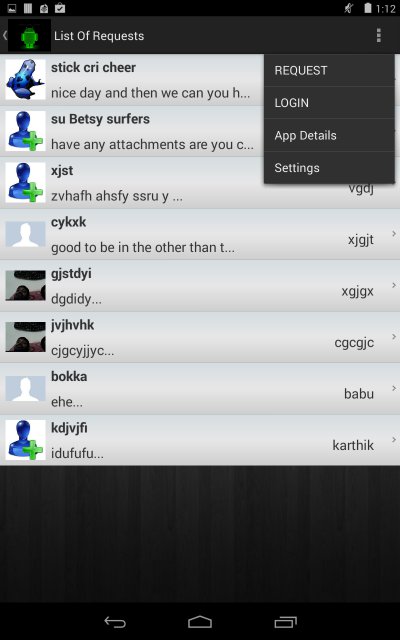 1:12
List Of Requests
REQUEST
LOGIN
App Details
Settings
stick cri cheer
nice day and then we can you h...
su Betsy surfers
have any attachments are you c...
xjst
zvhafh ahsfy ssru y ...
vgdj
cykxk
good to be in the other than t...
xjgjt
gjstdyi
dgdidy...
xgjgx
jvjhvhk
cjgcyjjyc...
cgcgjc
bokka
ehe...
babu
kdjvjfi
idufufu...
karthik